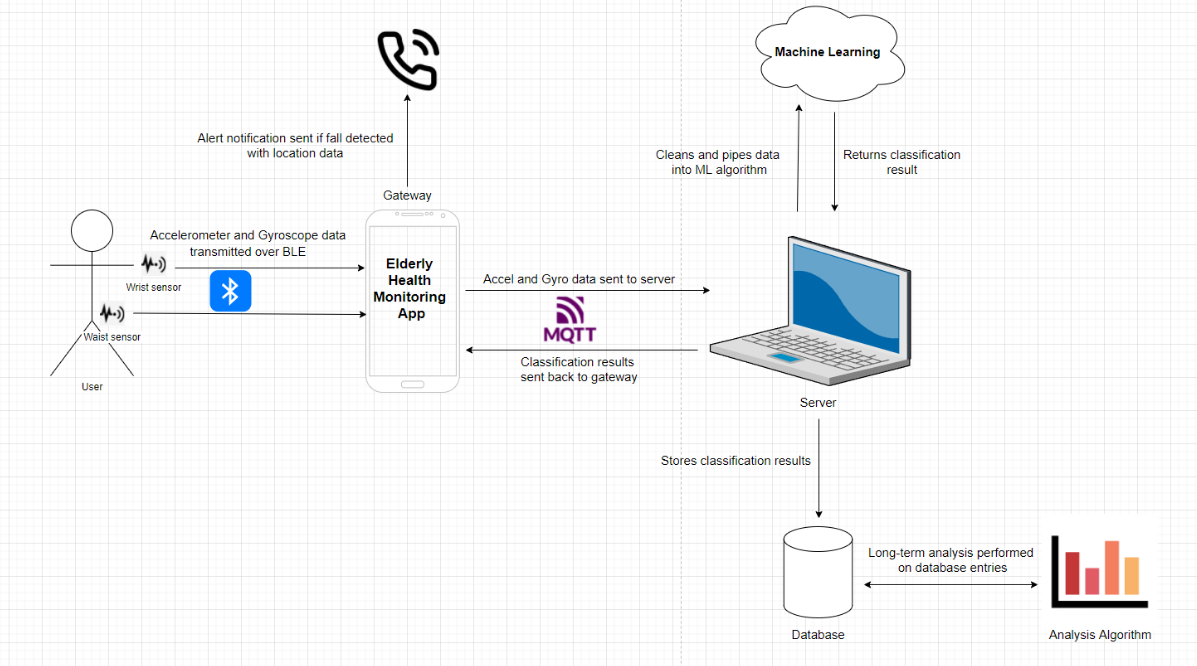 Machine Learning
Alert notification sent if fall detected
with location data
Cleans and pipes data
into ML algorithm
Returns classification
result
Gateway
Accelerometer and Gyroscope data
transmitted over BLE
Wrist sensor
Waist sensor
User
Elderly
Health
Monitoring
App
Accel and Gyro data sent to server
MQTT
Classification results
sent back to gateway
Server
Stores classification results
Long-term analysis performed
on database entries
Database
Analysis Algorithm